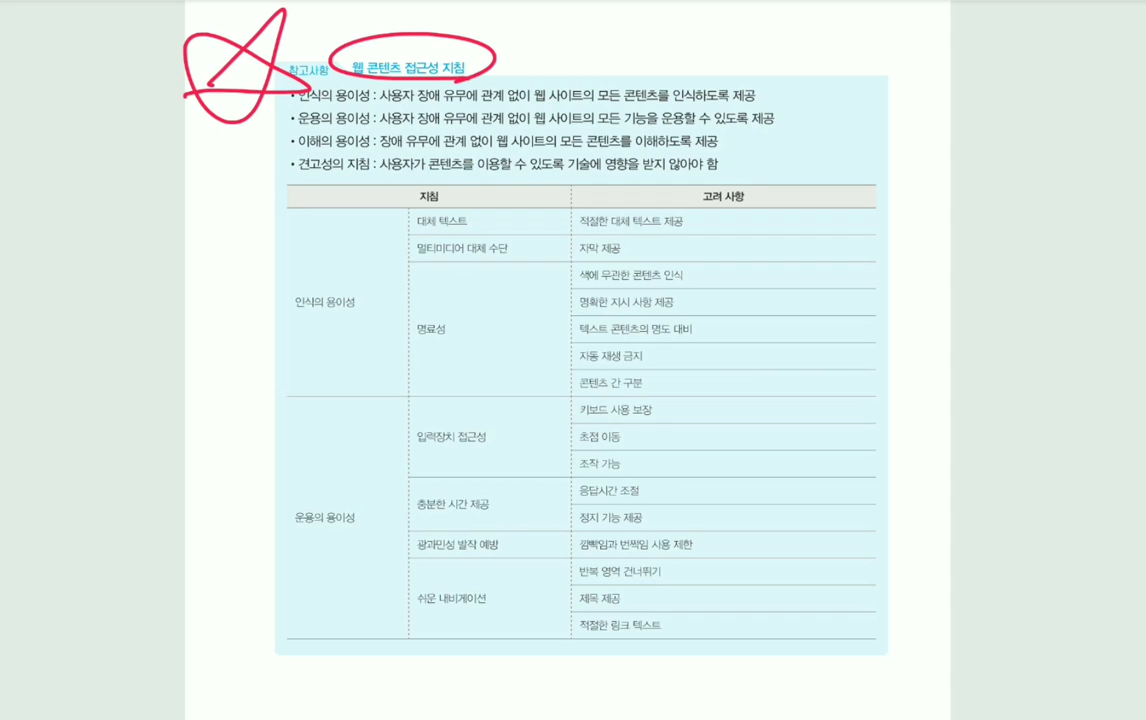 참고사항 웹 콘텐츠 접근성 지침
• 인식의 용이성 : 사용자 장애 유무에 관계 없이 웹 사이트의 모든 콘텐츠를 인식하도록 제공
• 운용의 용이성 : 사용자 장애 유무에 관계 없이 웹 사이트의 모든 기능을 운용할 수 있도록 제공
• 이해의 용이성 : 장애 유무에 관계 없이 웹 사이트의 모든 콘텐츠를 이해하도록 제공
• 견고성의 지침 : 사용자가 콘텐츠를 이용할 수 있도록 기술에 영향을 받지 않아야 함
지침 고려 사항
대체 텍스트 적절한 대체 텍스트 제공
멀티미디어 대체 수단 자막 제공
색에 무관한 콘텐츠 인식
인식의 용이성 명확한 지시 사항 제공
명료성 텍스트 콘텐츠의 명도 대비
자동 재생 금지
콘텐츠 간 구분
키보드 사용 보장
입력장치 접근성 초점 이동
조작 가능
응답시간 조절
충분한 시간 제공
운용의 용이성 정지 기능 제공
광과민성 발작 예방 깜빡임과 번쩍임 사용 제한
반복 영역 건너뛰기
쉬운 내비게이션 제목 제공
적절한 링크 텍스트